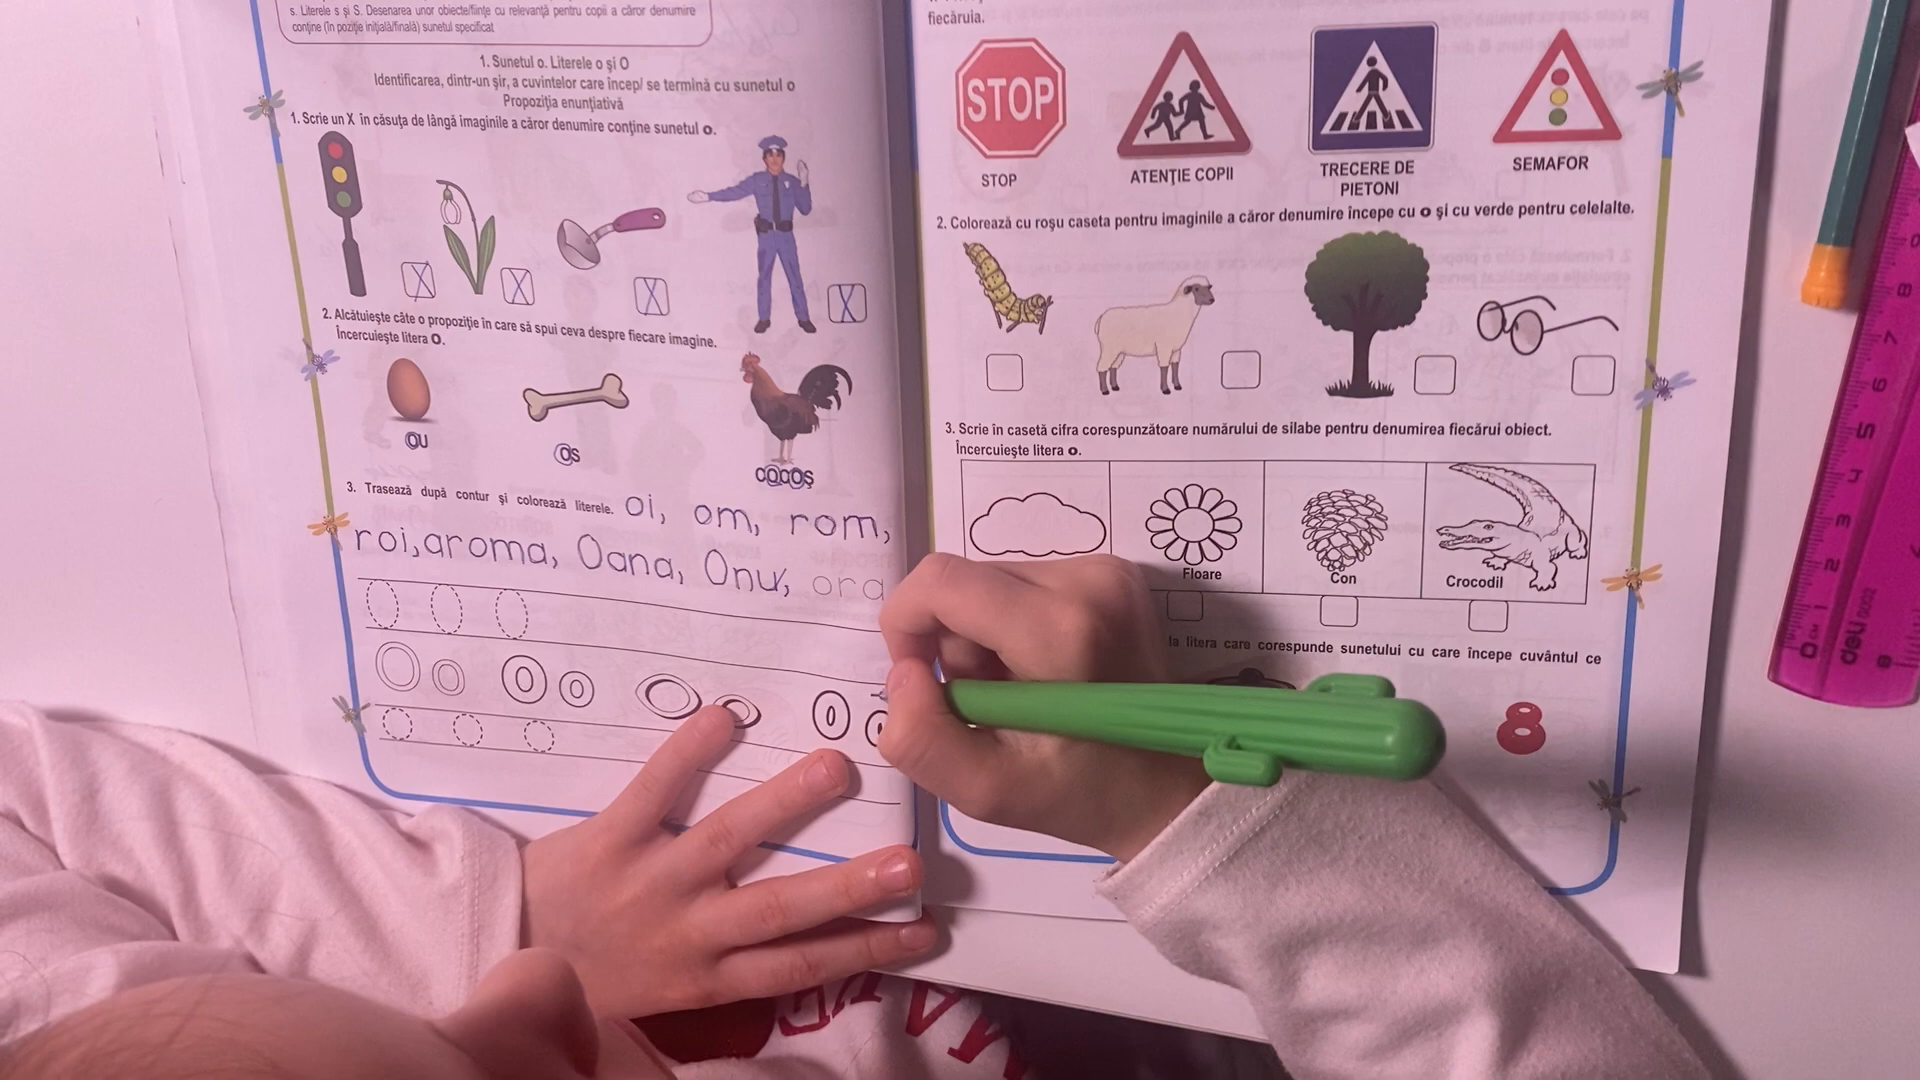 s. Literele s și S. Desenarea unor obiecte/ființe cu relevanță pentru copii a căror denumire
conține (în poziție inițială/finală) sunetul specificat
1. Sunetul o. Literele o și O
Identificarea, dintr-un șir, a cuvintelor care încep/ se termină cu sunetul o
Propoziția enunțiativă
1. Scrie un X în căsuța de lângă imaginile a căror denumire conține sunetul o.
X X X X
2. Alcătuiește câte o propoziție în care să spui ceva despre fiecare imagine.
Încercuiește litera O.
OU
OS
COCOȘ
3. Trasează după contur și colorează literele. oi, om, rom,
roi, aroma, Oana, Onu, ora
fiecăruia.
STOP
STOP
ATENȚIE COPII
TRECERE DE
PIETONI
SEMAFOR
2. Colorează cu roșu caseta pentru imaginile a căror denumire începe cu o și cu verde pentru celelalte.
3. Scrie în casetă cifra corespunzătoare numărului de silabe pentru denumirea fiecărui obiect.
Încercuiește litera o.
Floare
Con
Crocodil
la litera care corespunde sunetului cu care începe cuvântul ce
8
deli